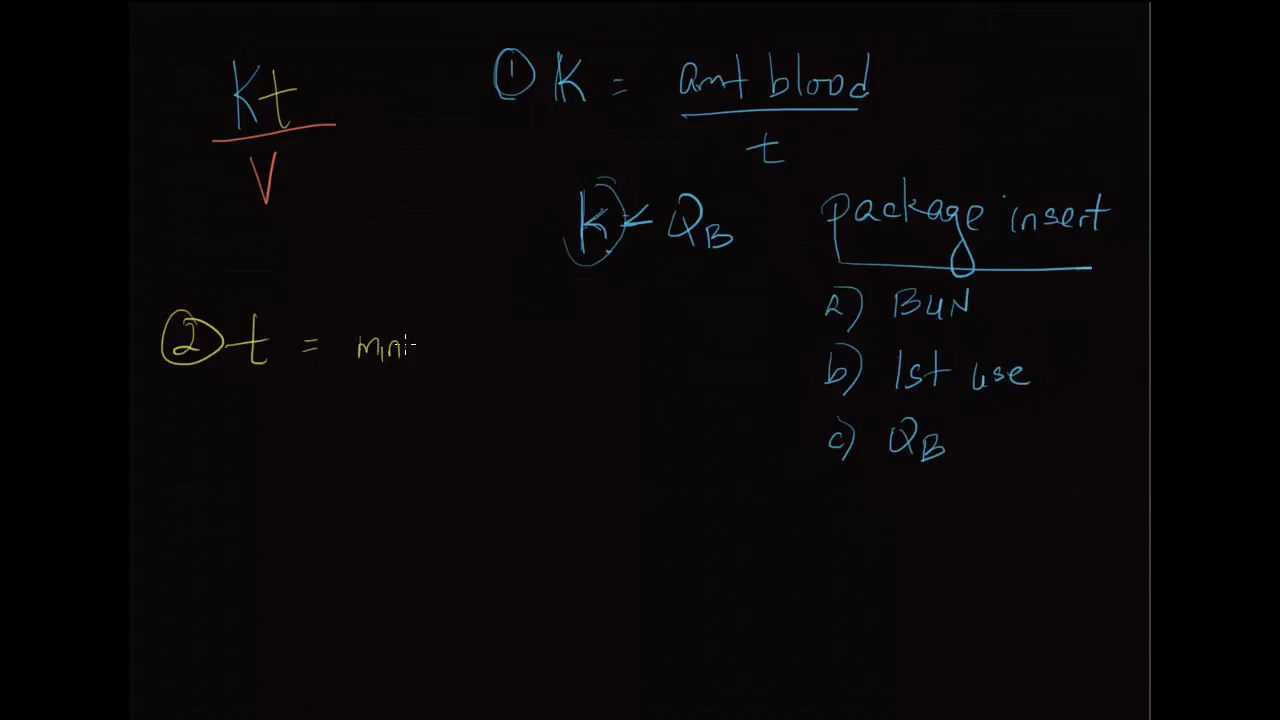 Kt
V
① K = amt blood
t
K < QB
package insert
a) BUN
b) 1st use
c) QB
② t = min